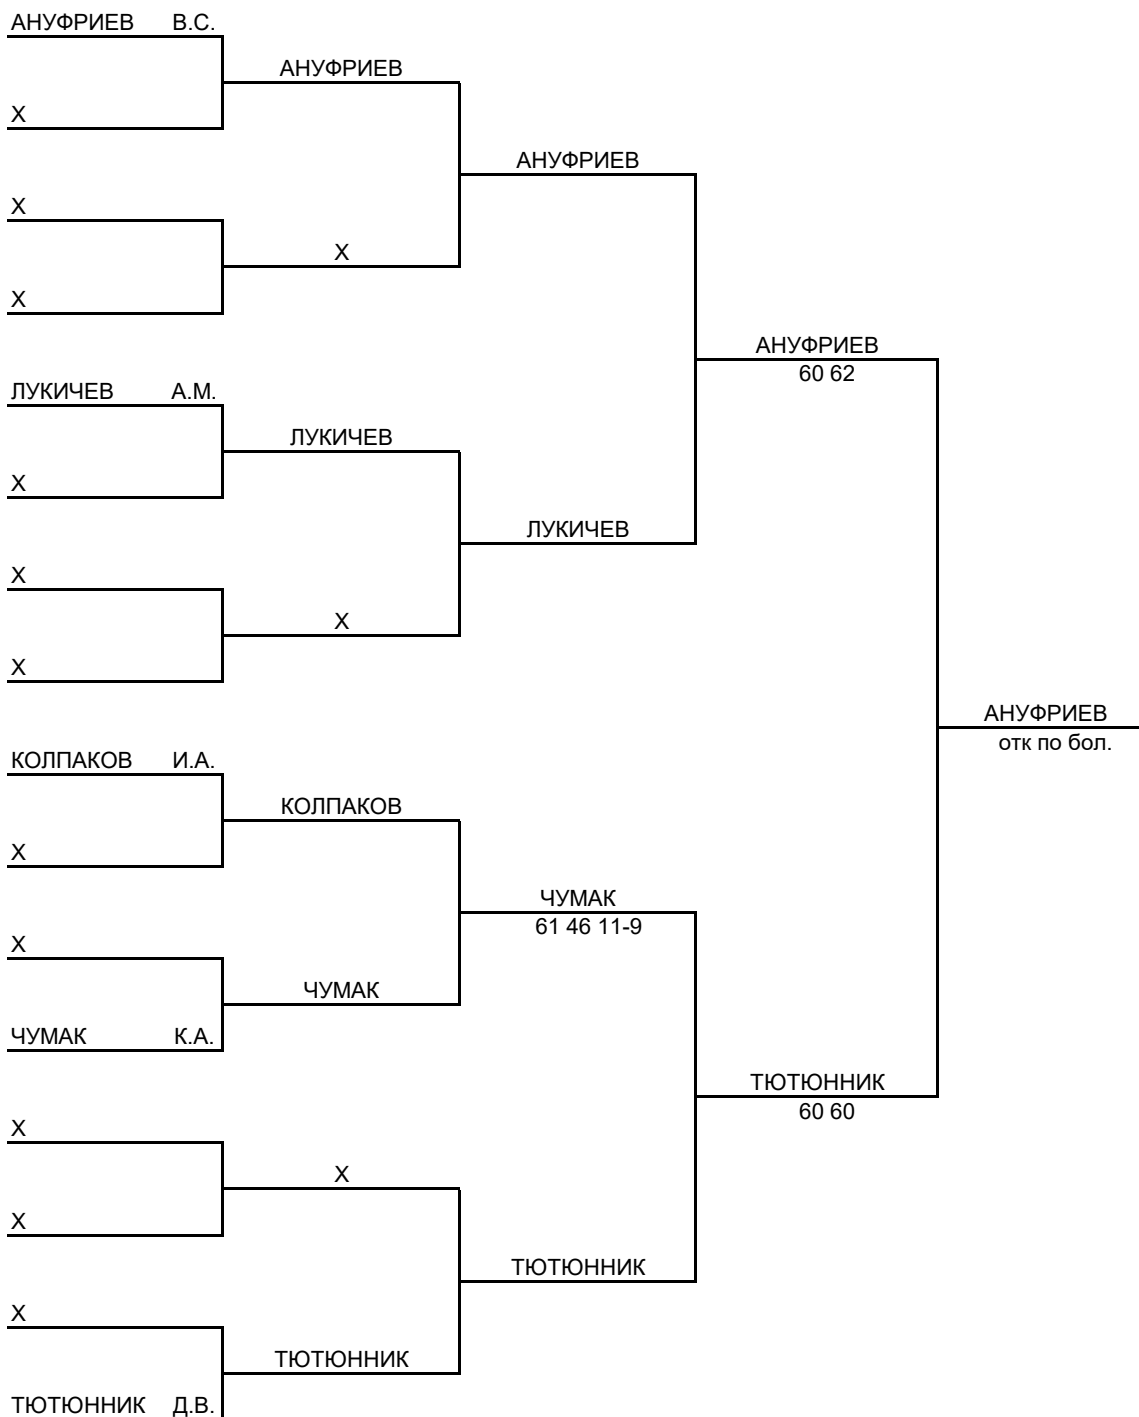 АНУФРИЕВ В.С.
АНУФРИЕВ
Х
АНУФРИЕВ
Х
Х
Х
АНУФРИЕВ
60 62
ЛУКИЧЕВ А.М.
ЛУКИЧЕВ
Х
ЛУКИЧЕВ
Х
Х
Х
АНУФРИЕВ
отк по бол.
КОЛПАКОВ И.А.
КОЛПАКОВ
Х
ЧУМАК
61 46 11-9
Х
ЧУМАК
ЧУМАК К.А.
ТЮТЮННИК
60 60
Х
Х
Х
ТЮТЮННИК
Х
ТЮТЮННИК
ТЮТЮННИК Д.В.